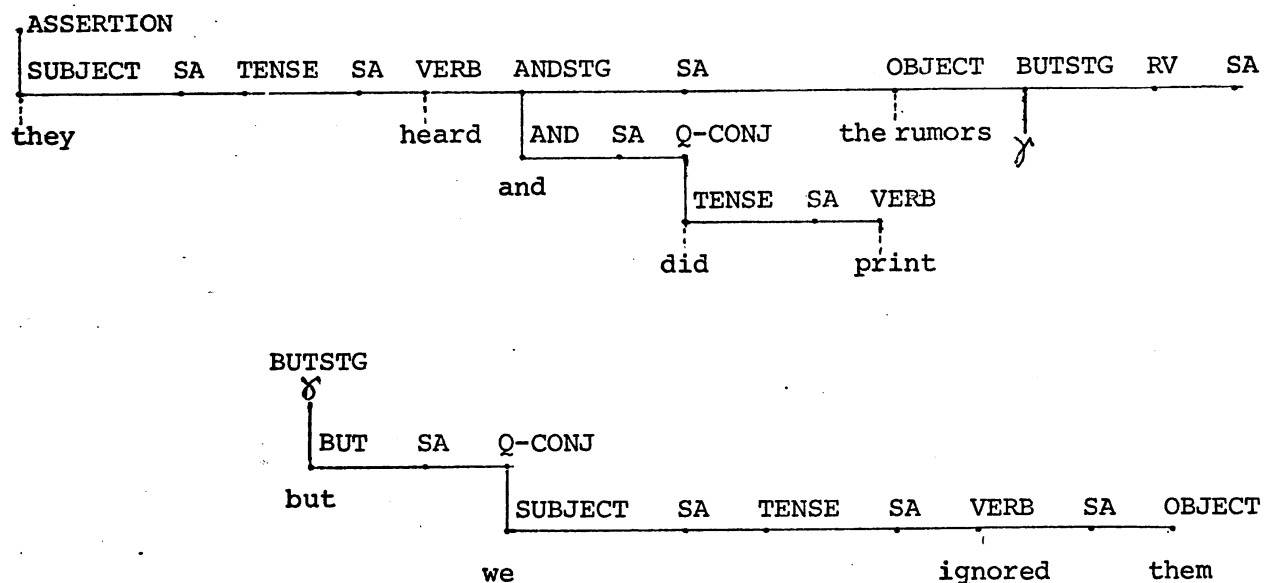 ASSERTION
SUBJECT SA TENSE SA VERB ANDSTG SA OBJECT BUTSTG RV SA
they heard AND SA Q-CONJ the rumors γ
and
TENSE SA VERB
did print
BUTSTG
γ
BUT SA Q-CONJ
but
SUBJECT SA TENSE SA VERB SA OBJECT
we ignored them